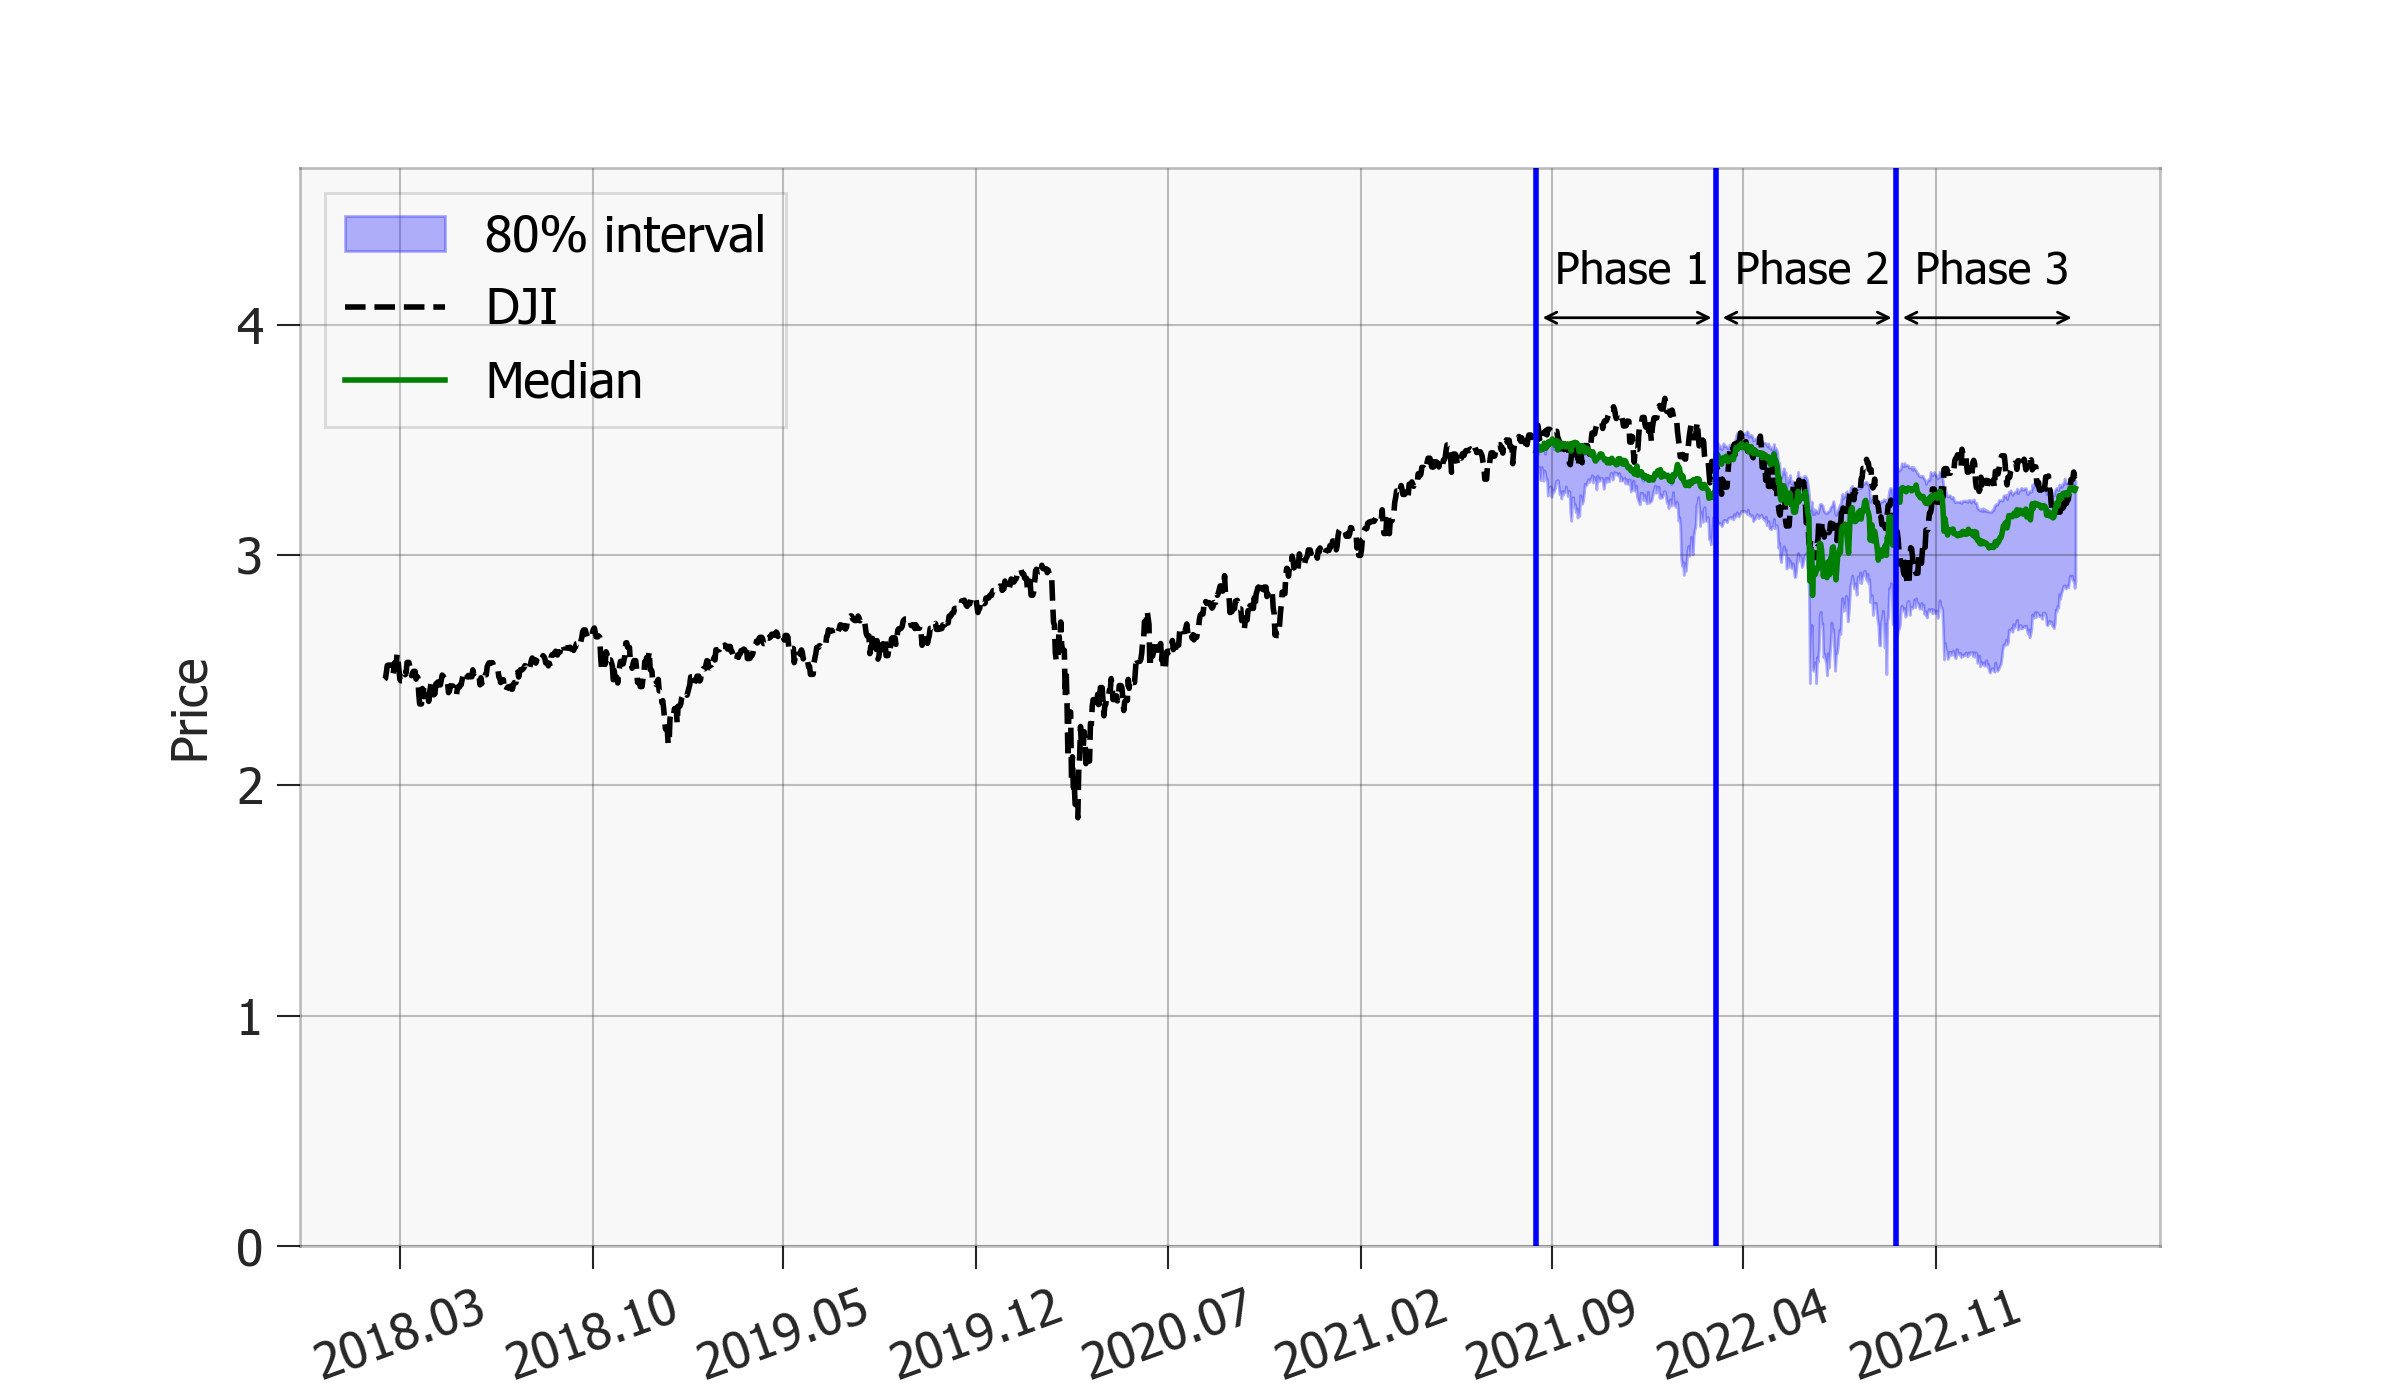 80% interval
DJI
Median
Phase 1
Phase 2
Phase 3
Price
4
3
2
1
0
2018.03
2018.10
2019.05
2019.12
2020.07
2021.02
2021.09
2022.04
2022.11